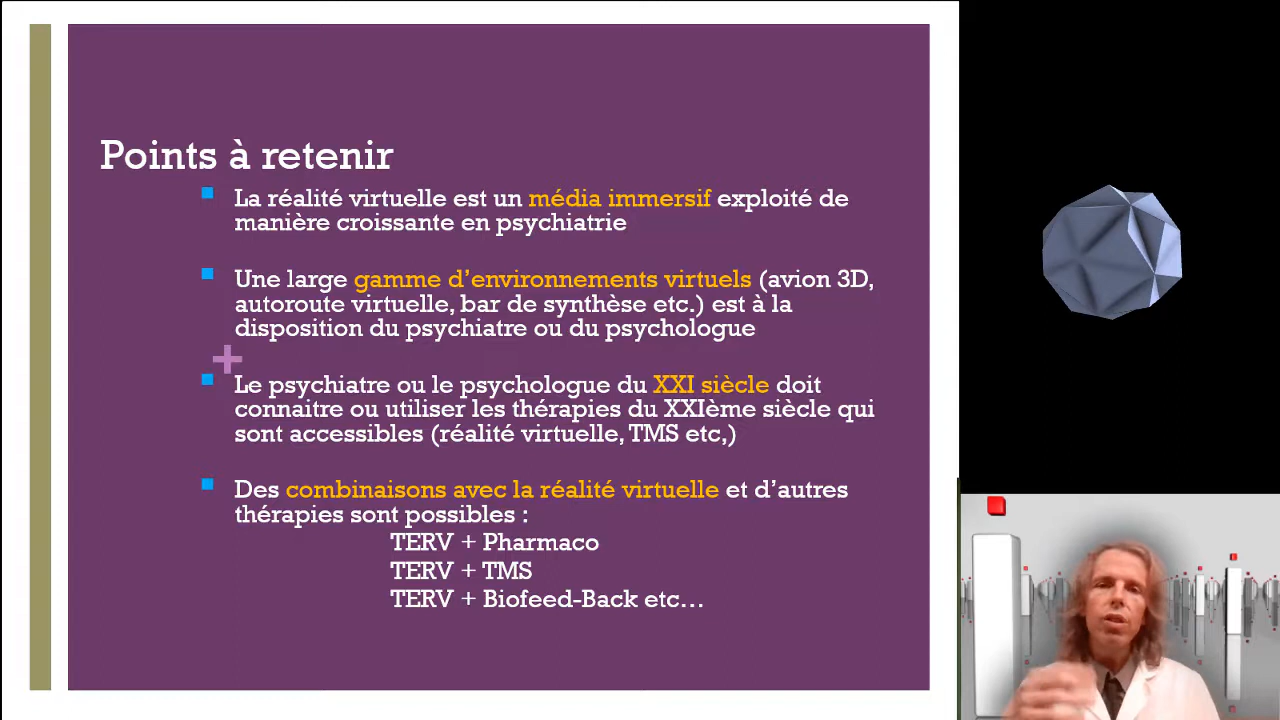 Points à retenir
La réalité virtuelle est un média immersif exploité de
manière croissante en psychiatrie
Une large gamme d’environnements virtuels (avion 3D,
autoroute virtuelle, bar de synthèse etc.) est à la
disposition du psychiatre ou du psychologue
Le psychiatre ou le psychologue du XXI siècle doit
connaitre ou utiliser les thérapies du XXIème siècle qui
sont accessibles (réalité virtuelle, TMS etc,)
Des combinaisons avec la réalité virtuelle et d’autres
thérapies sont possibles :
TERV + Pharmaco
TERV + TMS
TERV + Biofeed-Back etc…